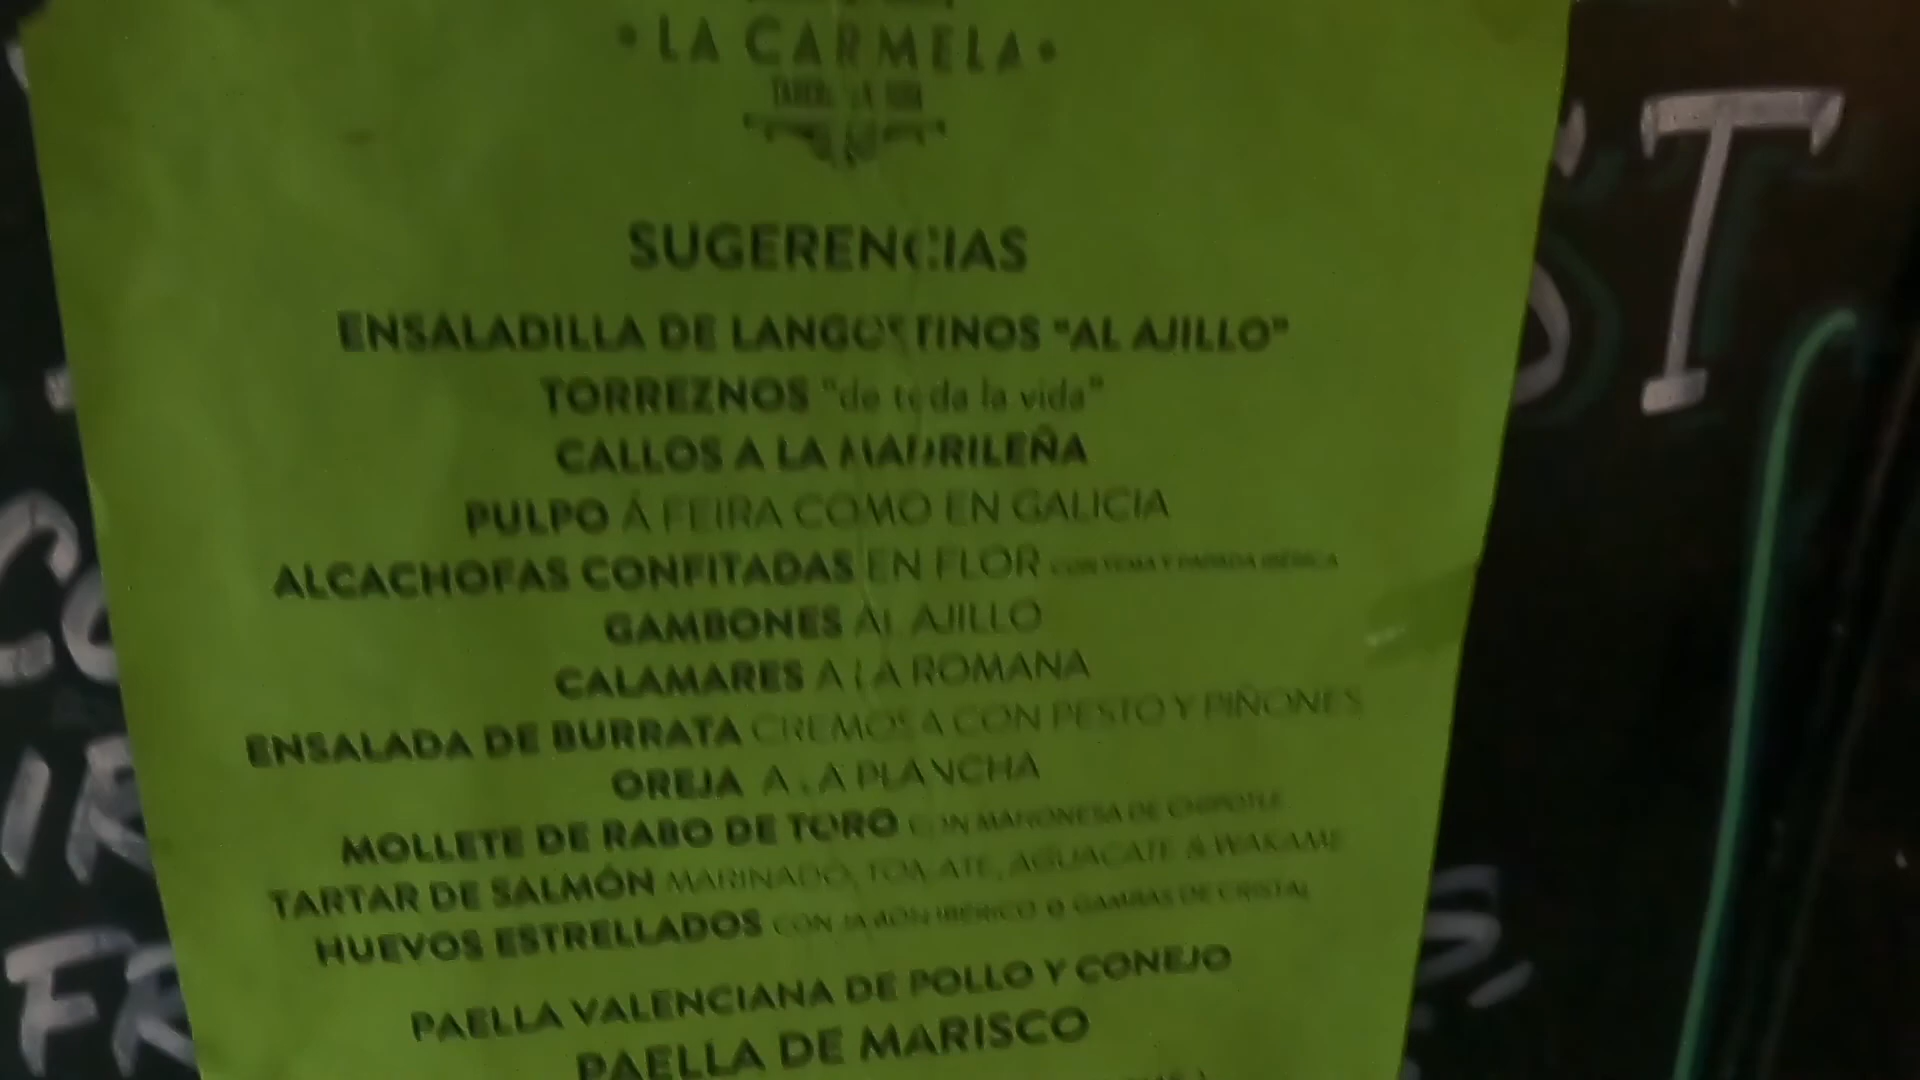 • LA CARMELA •
SUGERENCIAS
ENSALADILLA DE LANGOSTINOS "AL AJILLO"
TORREZNOS "de toda la vida"
CALLOS A LA MADRILEÑA
PULPO Á FEIRA COMO EN GALICIA
ALCACHOFAS CONFITADAS EN FLOR CON YEMA Y PAPADA IBÉRICA
GAMBONES AL AJILLO
CALAMARES A LA ROMANA
ENSALADA DE BURRATA CREMOSA CON PESTO Y PIÑONES
OREJA A LA PLANCHA
MOLLETE DE RABO DE TORO CON MAHONESA DE CHIPOTLE
TARTAR DE SALMÓN MARINADO, TOMATE, AGUACATE & WAKAME
HUEVOS ESTRELLADOS CON JAMÓN IBÉRICO O GAMBAS DE CRISTAL
PAELLA VALENCIANA DE POLLO Y CONEJO
PAELLA DE MARISCO